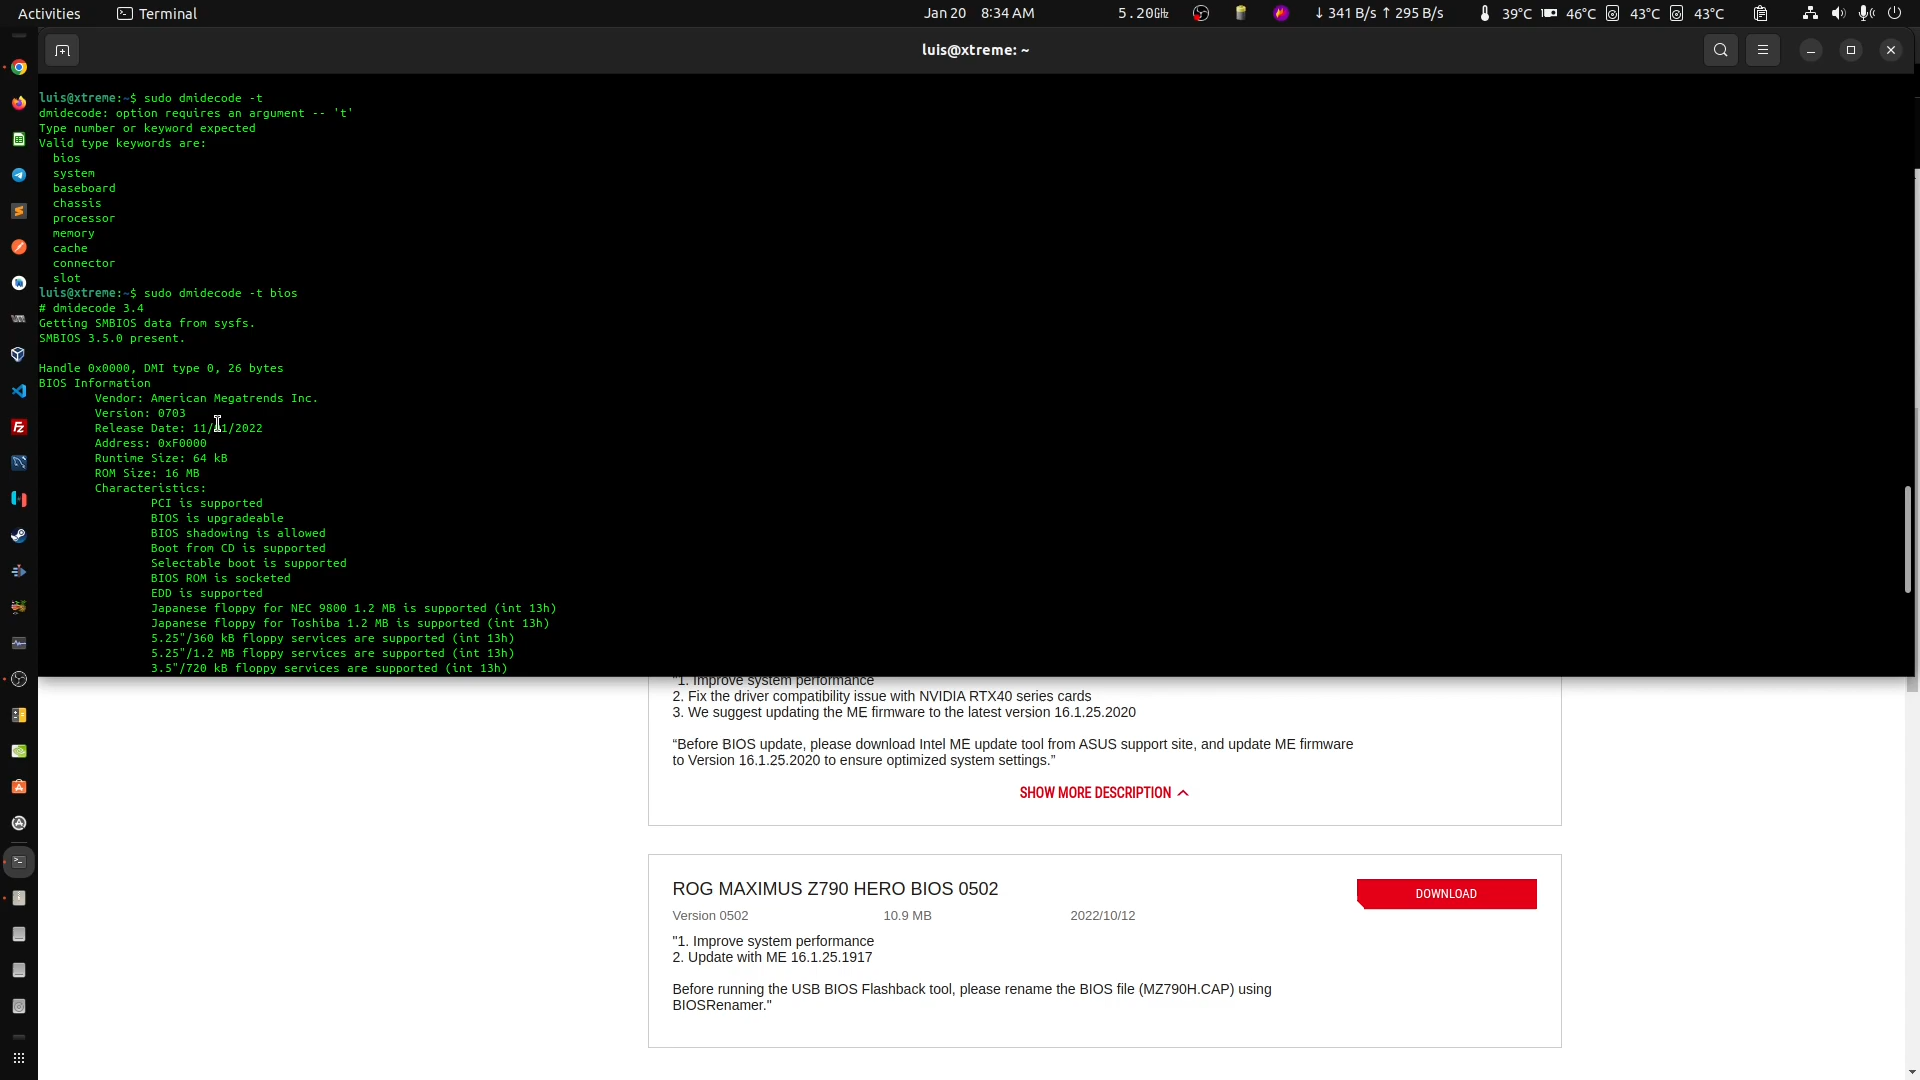 Activities
Terminal
Jan 20 8:34 AM
5.20GHz
↓ 341 B/s ↑ 295 B/s
39°C
46°C
43°C
43°C
luis@xtreme: ~
luis@xtreme:~$ sudo dmidecode -t
dmidecode: option requires an argument -- 't'
Type number or keyword expected
Valid type keywords are:
bios
system
baseboard
chassis
processor
memory
cache
connector
slot
luis@xtreme:~$ sudo dmidecode -t bios
# dmidecode 3.4
Getting SMBIOS data from sysfs.
SMBIOS 3.5.0 present.
Handle 0x0000, DMI type 0, 26 bytes
BIOS Information
Vendor: American Megatrends Inc.
Version: 0703
Release Date: 11/ 1/2022
Address: 0xF0000
Runtime Size: 64 kB
ROM Size: 16 MB
Characteristics:
PCI is supported
BIOS is upgradeable
BIOS shadowing is allowed
Boot from CD is supported
Selectable boot is supported
BIOS ROM is socketed
EDD is supported
Japanese floppy for NEC 9800 1.2 MB is supported (int 13h)
Japanese floppy for Toshiba 1.2 MB is supported (int 13h)
5.25"/360 kB floppy services are supported (int 13h)
5.25"/1.2 MB floppy services are supported (int 13h)
3.5"/720 kB floppy services are supported (int 13h)
"1. Improve system performance
2. Fix the driver compatibility issue with NVIDIA RTX40 series cards
3. We suggest updating the ME firmware to the latest version 16.1.25.2020
“Before BIOS update, please download Intel ME update tool from ASUS support site, and update ME firmware
to Version 16.1.25.2020 to ensure optimized system settings.”
SHOW MORE DESCRIPTION
ROG MAXIMUS Z790 HERO BIOS 0502
DOWNLOAD
Version 0502 10.9 MB 2022/10/12
"1. Improve system performance
2. Update with ME 16.1.25.1917
Before running the USB BIOS Flashback tool, please rename the BIOS file (MZ790H.CAP) using
BIOSRenamer."